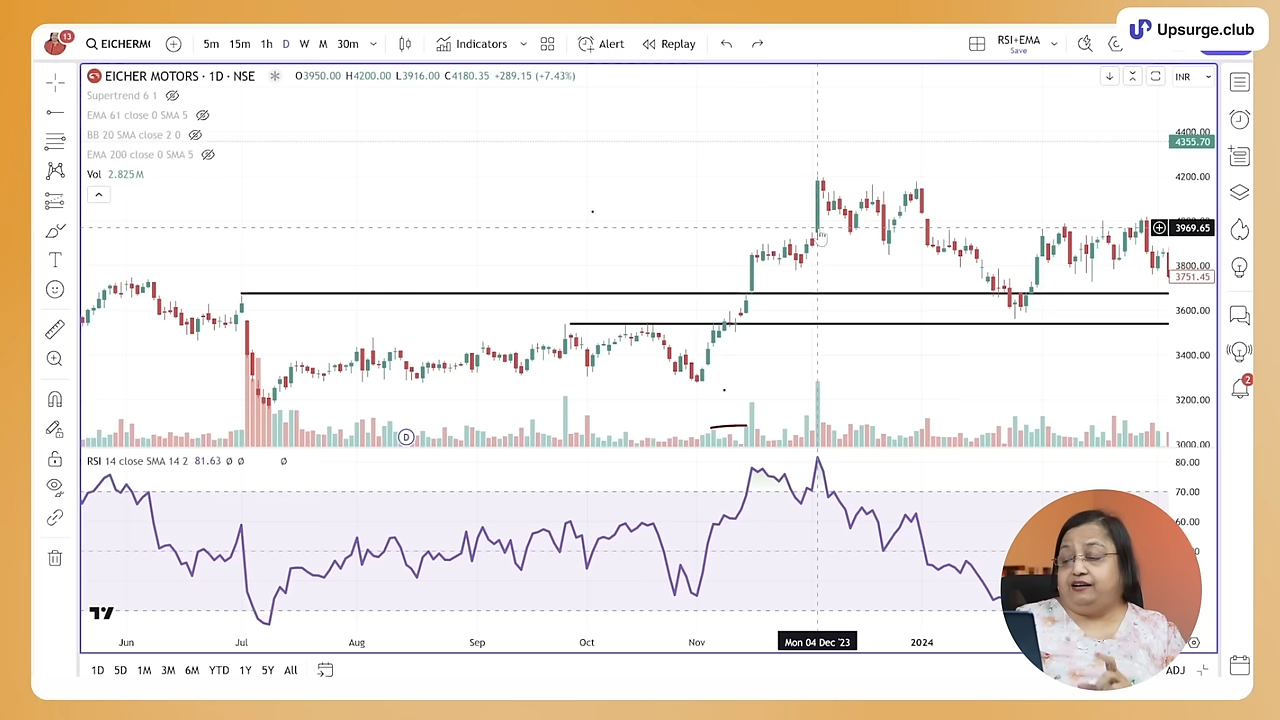 Upsurge.club
13
EICHERM
5m 15m 1h D W M 30m
Indicators
Alert
Replay
RSI+EMA
Save
EICHER MOTORS · 1D · NSE O3950.00 H4200.00 L3916.00 C4180.35 +289.15 (+7.43%)
INR
Supertrend 6 1
EMA 61 close 0 SMA 5
BB 20 SMA close 2 0
EMA 200 close 0 SMA 5
Vol 2.825M
4400.00
4355.70
4200.00
3969.65
3800.00
3751.45
3600.00
3400.00
3200.00
3000.00
D
2
RSI 14 close SMA 14 2 81.63 Ø Ø Ø
80.00
70.00
60.00
Jun Jul Aug Sep Oct Nov Mon 04 Dec '23 2024
1D 5D 1M 3M 6M YTD 1Y 5Y All
ADJ